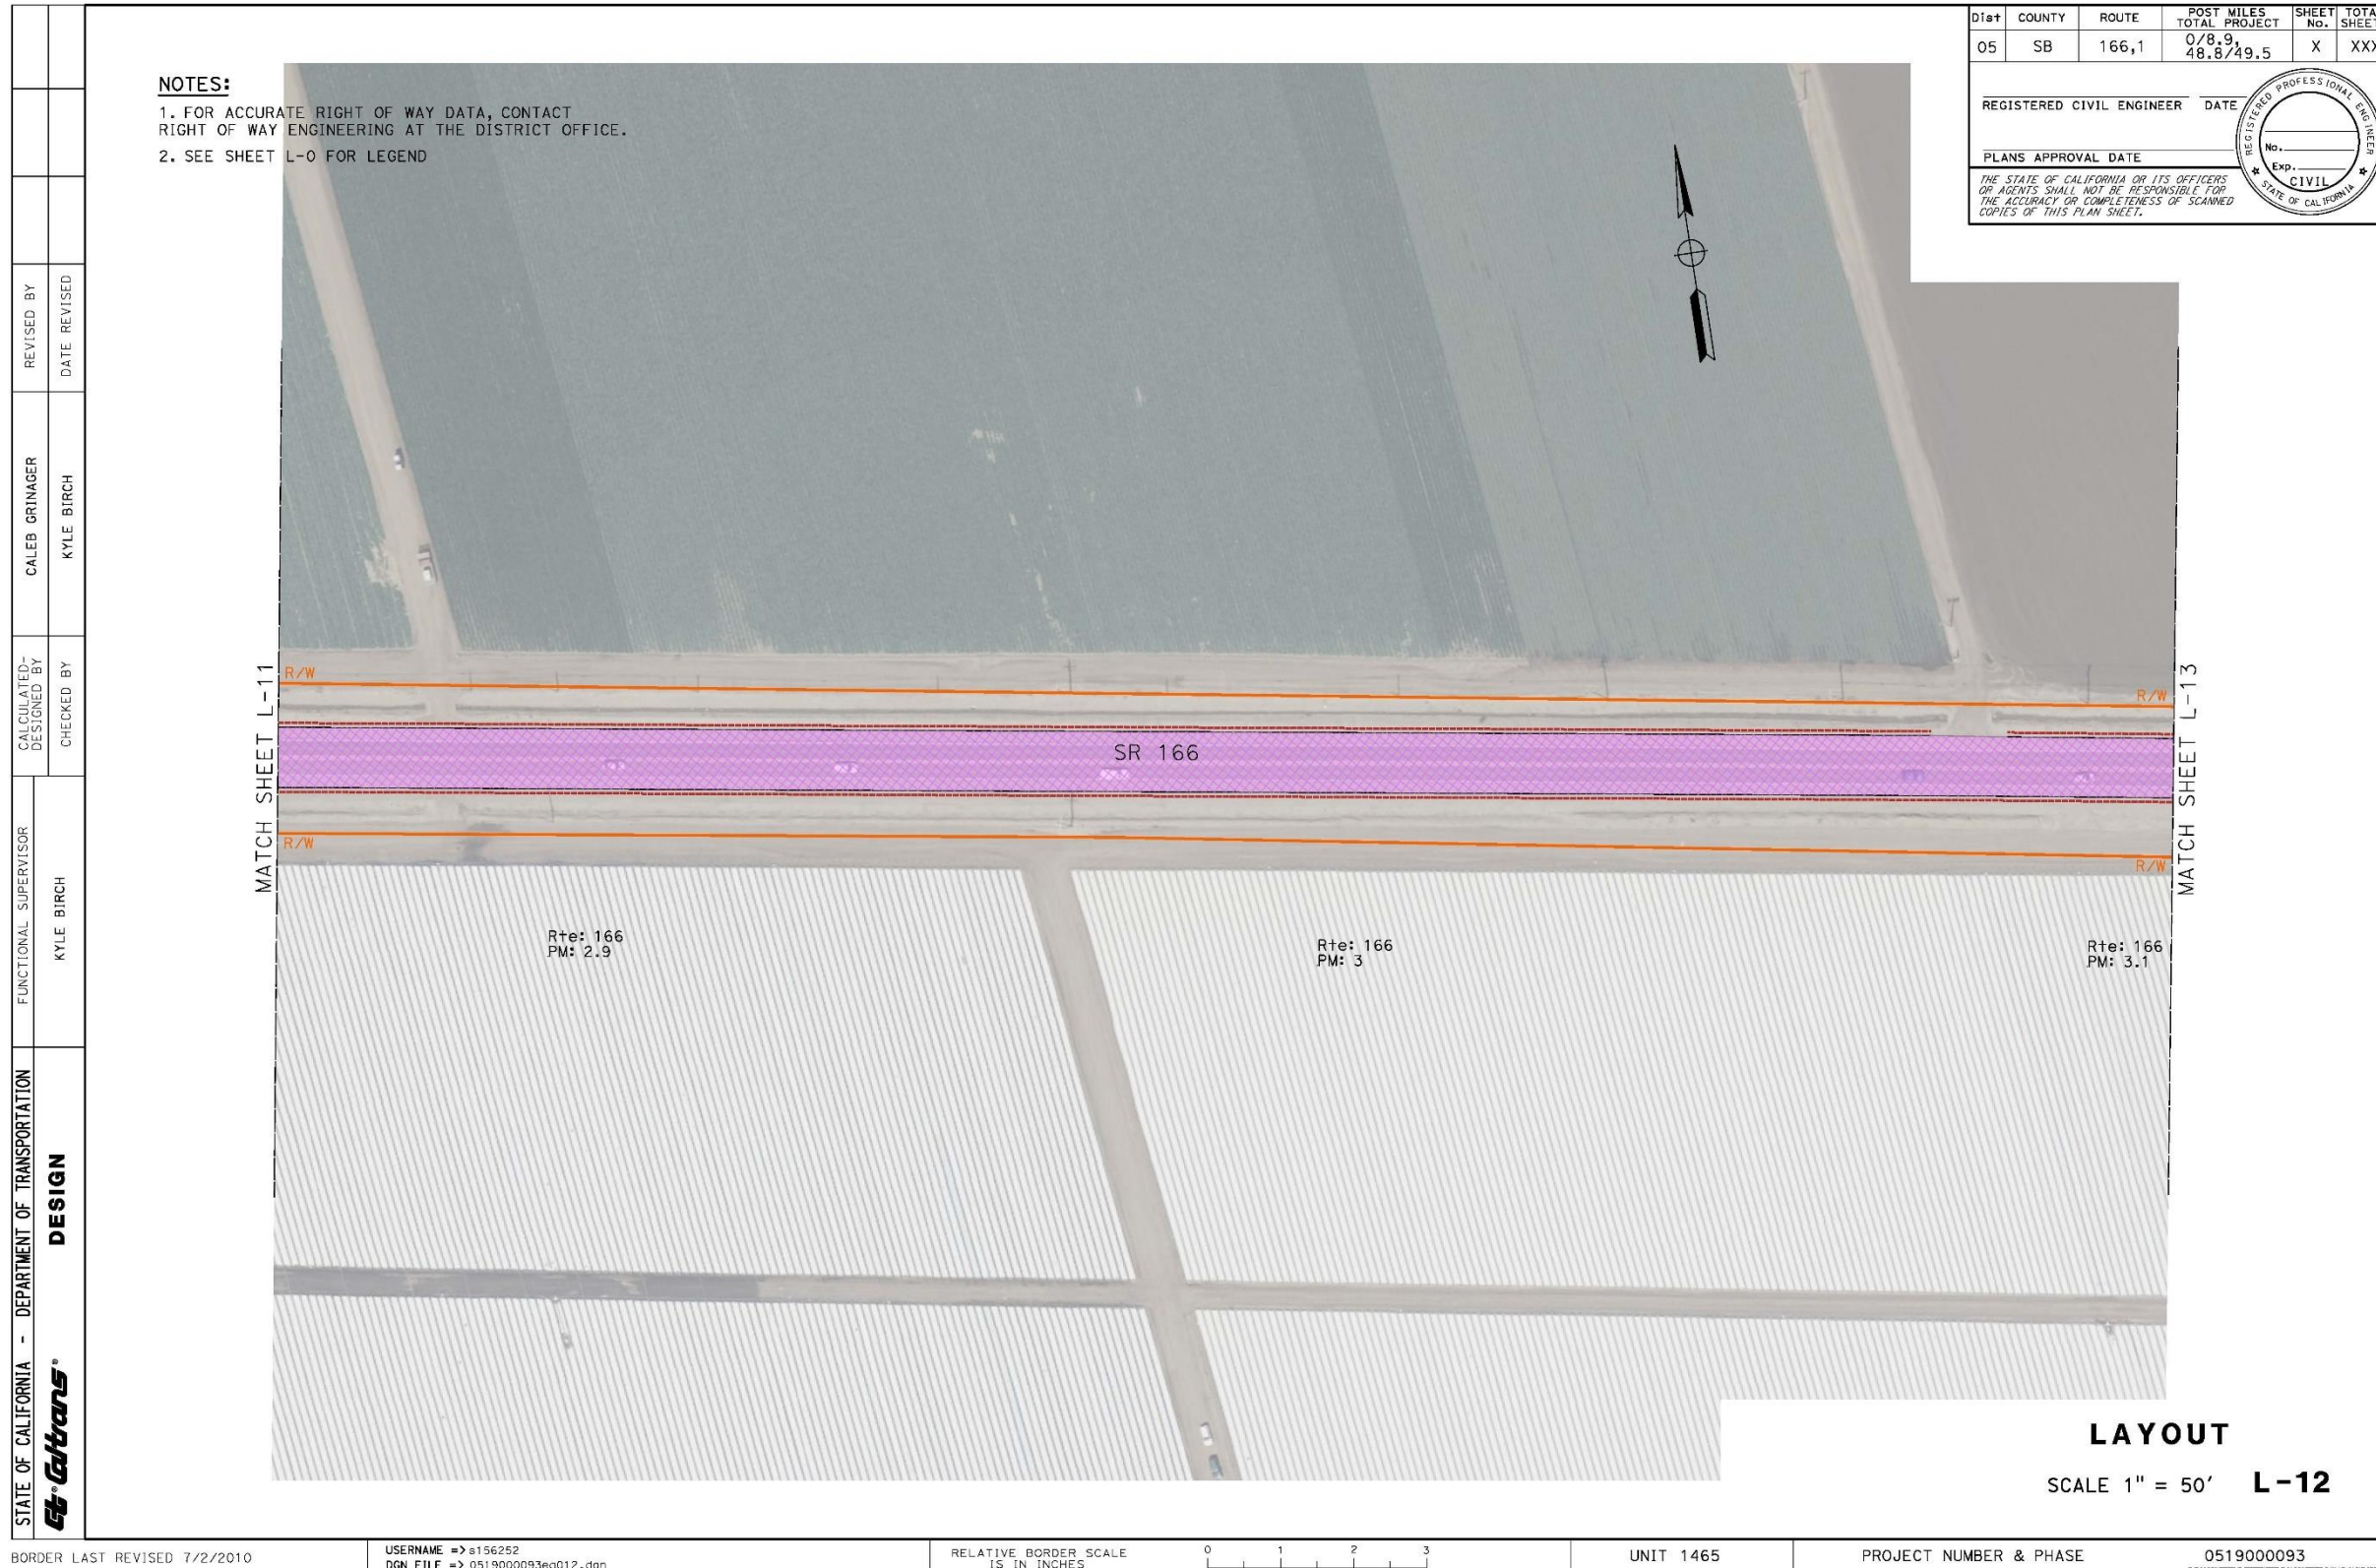 Dist COUNTY ROUTE POST MILES TOTAL PROJECT SHEET No.
05 SB 166,1 0/8.9, 48.8/49.5 X
REGISTERED CIVIL ENGINEER DATE
PLANS APPROVAL DATE
THE STATE OF CALIFORNIA OR ITS OFFICERS
OR AGENTS SHALL NOT BE RESPONSIBLE FOR
THE ACCURACY OR COMPLETENESS OF SCANNED
COPIES OF THIS PLAN SHEET.
REGISTERED PROFESSIONAL ENGINEER
No.
Exp.
CIVIL
STATE OF CALIFORNIA
NOTES:
1. FOR ACCURATE RIGHT OF WAY DATA, CONTACT
RIGHT OF WAY ENGINEERING AT THE DISTRICT OFFICE.
2. SEE SHEET L-0 FOR LEGEND
REVISED BY
DATE REVISED
CALEB GRINAGER
KYLE BIRCH
CALCULATED-
DESIGNED BY
CHECKED BY
FUNCTIONAL SUPERVISOR
KYLE BIRCH
STATE OF CALIFORNIA - DEPARTMENT OF TRANSPORTATION
DESIGN
Caltrans
MATCH SHEET L-11
R/W
R/W
SR 166
R/W
R/W
MATCH SHEET L-13
Rte: 166
PM: 2.9
Rte: 166
PM: 3
Rte: 166
PM: 3.1
LAYOUT
SCALE 1" = 50' L-12
BORDER LAST REVISED 7/2/2010
USERNAME => s156252
DGN FILE => 0519000093ea012.dgn
RELATIVE BORDER SCALE
IS IN INCHES
0 1 2 3
UNIT 1465
PROJECT NUMBER & PHASE
0519000093